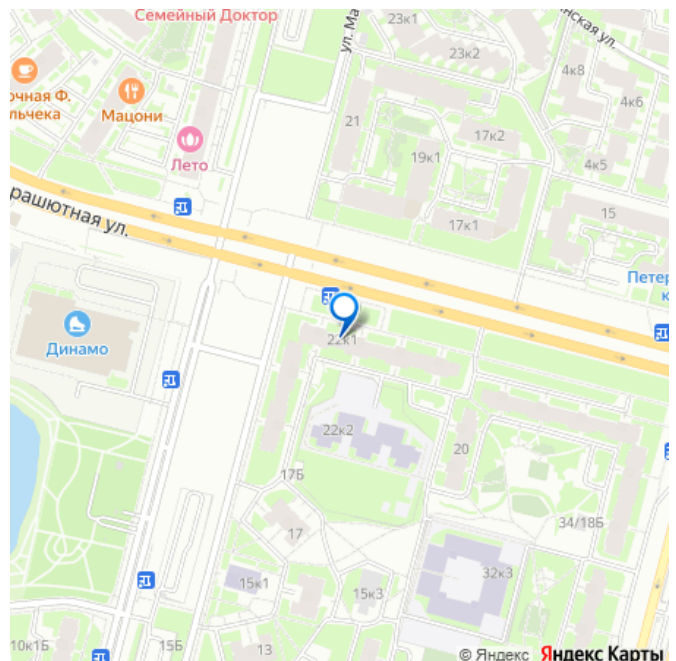 Семейный Доктор
23к1
нская ул.
ул. Ма
23к2
4к8
4к6
очная Ф.
льчека
Мацони
21
17к2
19к1
4к5
Лето
рашютная ул.
17к1
15
Петер
к
Динамо
22к1
22к2
20
17Б
17
34/18Б
15к1
15к3
32к3
10к1Б
15Б
13
© Яндекс Яндекс Карты